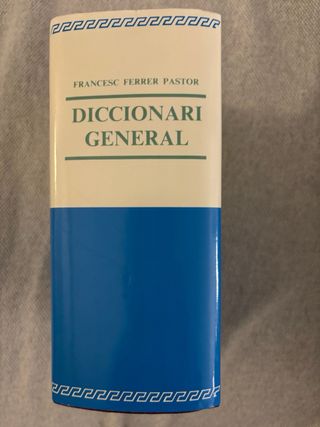 FRANCESC FERRER PASTOR
DICCIONARI
GENERAL